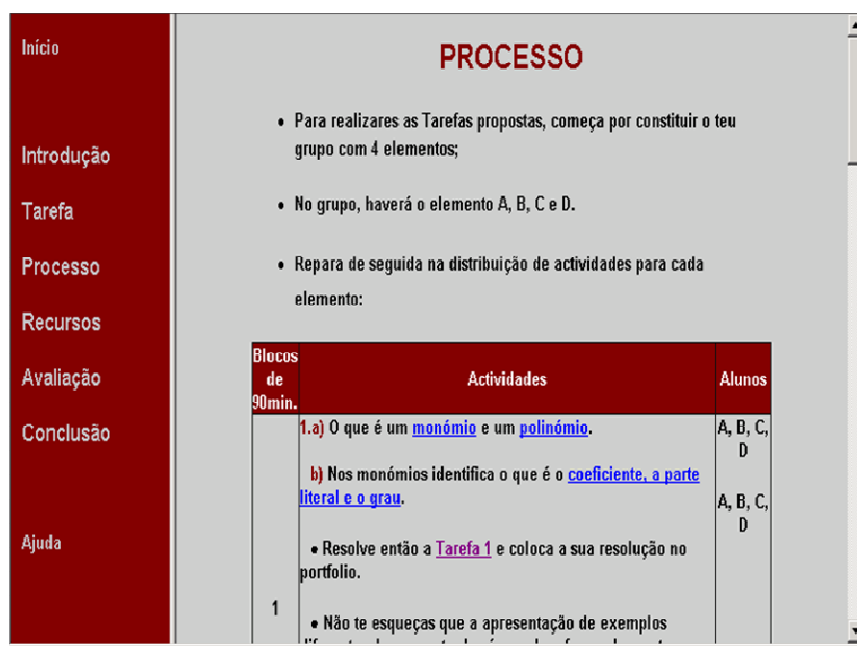 Início
Introdução
Tarefa
Processo
Recursos
Avaliação
Conclusão
Ajuda
PROCESSO
• Para realizares as Tarefas propostas, começa por constituir o teu
grupo com 4 elementos;
• No grupo, haverá o elemento A, B, C e D.
• Repara de seguida na distribuição de actividades para cada
elemento:
Blocos
de
90min.
Actividades
Alunos
1
1.a) O que é um monómio e um polinómio.
b) Nos monómios identifica o que é o coeficiente, a parte
literal e o grau.
• Resolve então a Tarefa 1 e coloca a sua resolução no
portfolio.
• Não te esqueças que a apresentação de exemplos
A, B, C,
D
A, B, C,
D